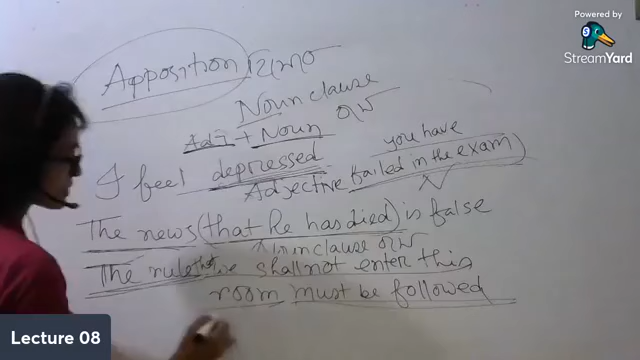 Powered by
StreamYard
Apposition হিসেবে
Noun clause
হয়
Adj + Noun
you have
I feel depressed
Adjective (failed in the exam)
The news (that he has died) is false
Noun clause হয়
The rule that we shall not enter this
room must be followed
Lecture 08